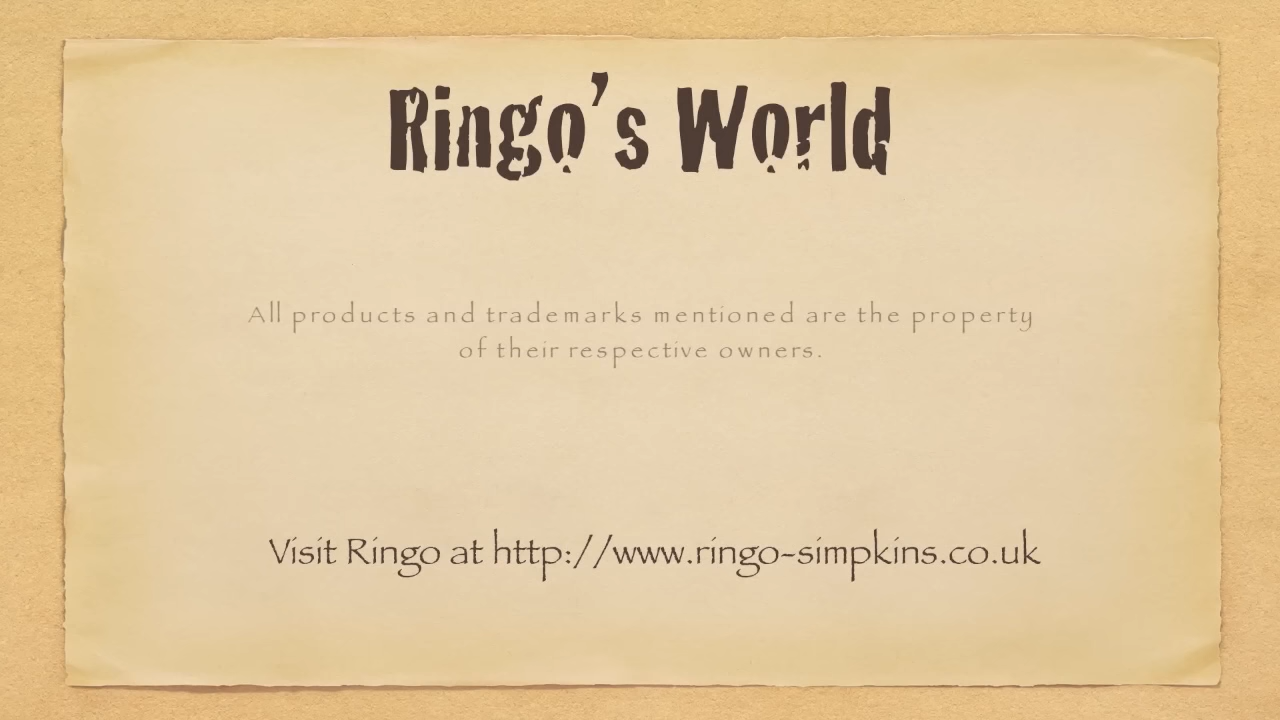 Ringo’s World
All products and trademarks mentioned are the property
of their respective owners.
Visit Ringo at http://www.ringo-simpkins.co.uk